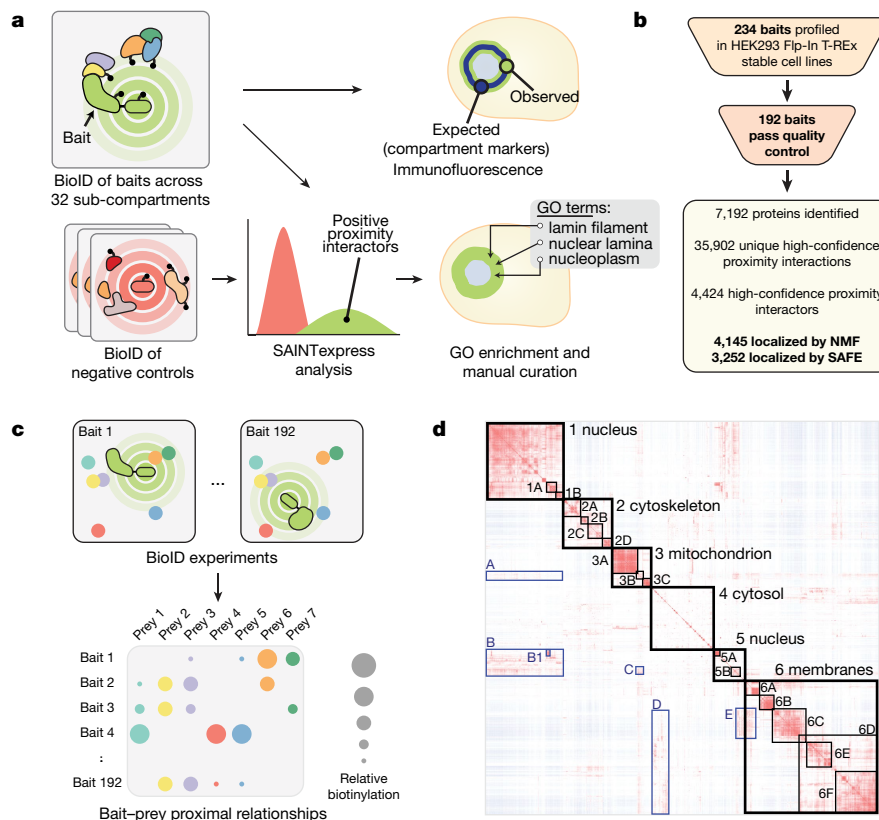 a
Bait
BioID of baits across
32 sub-compartments
Observed
Expected
(compartment markers)
Immunofluorescence
BioID of
negative controls
Positive
proximity
interactors
SAINTexpress
analysis
GO terms:
lamin filament
nuclear lamina
nucleoplasm
GO enrichment and
manual curation
b
234 baits profiled
in HEK293 Flp-In T-REx
stable cell lines
192 baits
pass quality
control
7,192 proteins identified
35,902 unique high-confidence
proximity interactions
4,424 high-confidence proximity
interactors
4,145 localized by NMF
3,252 localized by SAFE
c
Bait 1
...
Bait 192
BioID experiments
Prey 1
Prey 2
Prey 3
Prey 4
Prey 5
Prey 6
Prey 7
Bait 1
Bait 2
Bait 3
Bait 4
:
Bait 192
Relative
biotinylation
Bait–prey proximal relationships
d
1 nucleus
1A
1B
2 cytoskeleton
2A
2B
2C
2D
3 mitochondrion
3A
3B
3C
4 cytosol
5 nucleus
5A
5B
6 membranes
6A
6B
6C
6D
6E
6F
A
B
B1
C
D
E